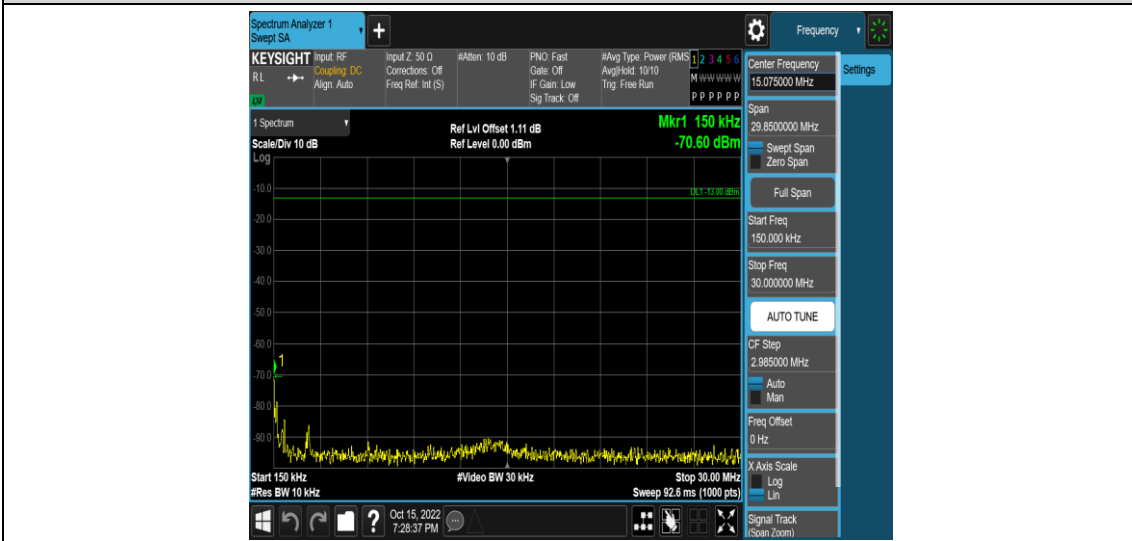 Spectrum Analyzer 1
Swept SA
+
Frequency
KEYSIGHT
RL
LXI
Input: RF
Coupling: DC
Align: Auto
Input Z: 50 Ω
Corrections: Off
Freq Ref: Int (S)
#Atten: 10 dB
PNO: Fast
Gate: Off
IF Gain: Low
Sig Track: Off
#Avg Type: Power (RMS
Avg|Hold: 10/10
Trig: Free Run
1 2 3 4 5 6
M W W W W W
P P P P P P
1 Spectrum
Scale/Div 10 dB
Log
Ref Lvl Offset 1.11 dB
Ref Level 0.00 dBm
Mkr1 150 kHz
-70.60 dBm
DL1 -13.00 dBm
-10.0
-20.0
-30.0
-40.0
-50.0
-60.0
1
-70.0
-80.0
-90.0
Start 150 kHz
#Res BW 10 kHz
#Video BW 30 kHz
Stop 30.00 MHz
Sweep 92.6 ms (1000 pts)
?
Oct 15, 2022
7:28:37 PM
Center Frequency
15.075000 MHz
Settings
Span
29.8500000 MHz
Swept Span
Zero Span
Full Span
Start Freq
150.000 kHz
Stop Freq
30.000000 MHz
AUTO TUNE
CF Step
2.985000 MHz
Auto
Man
Freq Offset
0 Hz
X Axis Scale
Log
Lin
Signal Track
(Span Zoom)